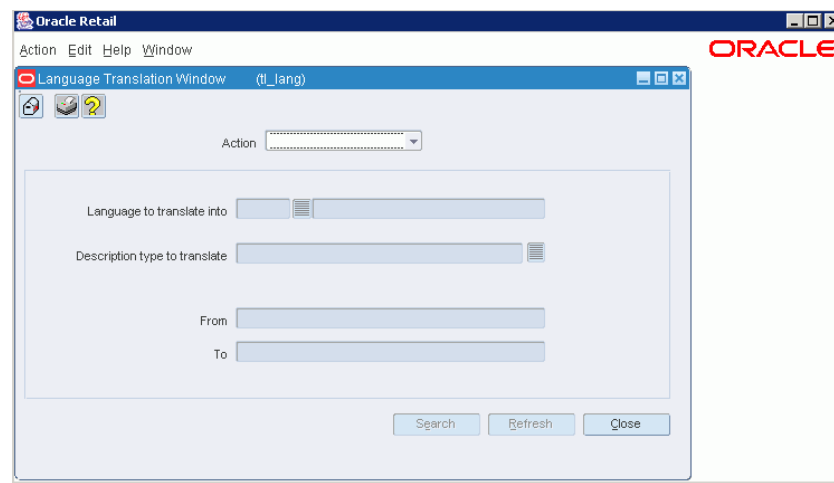 Oracle Retail
Action Edit Help Window
ORACLE
Language Translation Window (tl_lang)
Action
Language to translate into
Description type to translate
From
To
Search Refresh Close